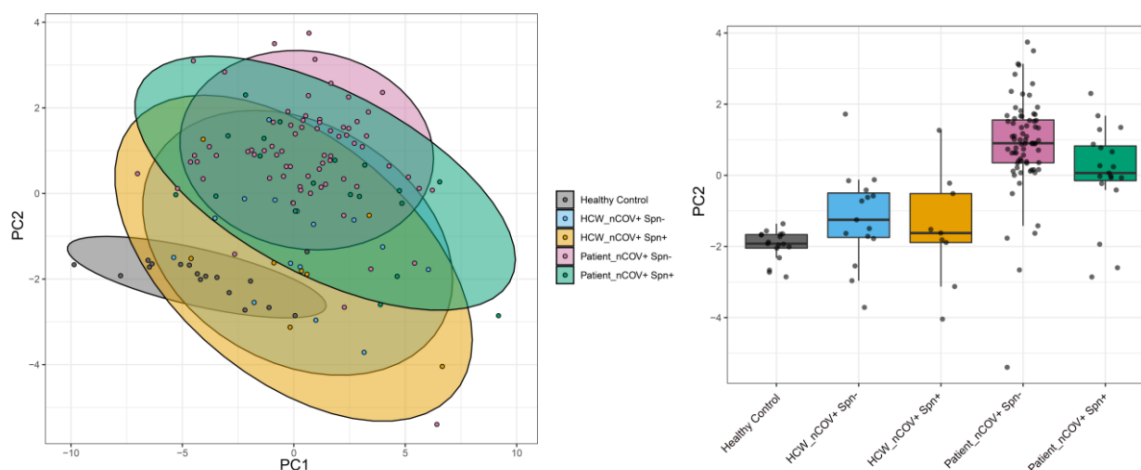 4
2
0
−2
−4
PC2
−10
−5
0
5
10
PC1
Healthy Control
HCW_nCOV+ Spn-
HCW_nCOV+ Spn+
Patient_nCOV+ Spn-
Patient_nCOV+ Spn+
4
2
0
−2
−4
PC2
Healthy Control
HCW_nCOV+ Spn-
HCW_nCOV+ Spn+
Patient_nCOV+ Spn-
Patient_nCOV+ Spn+